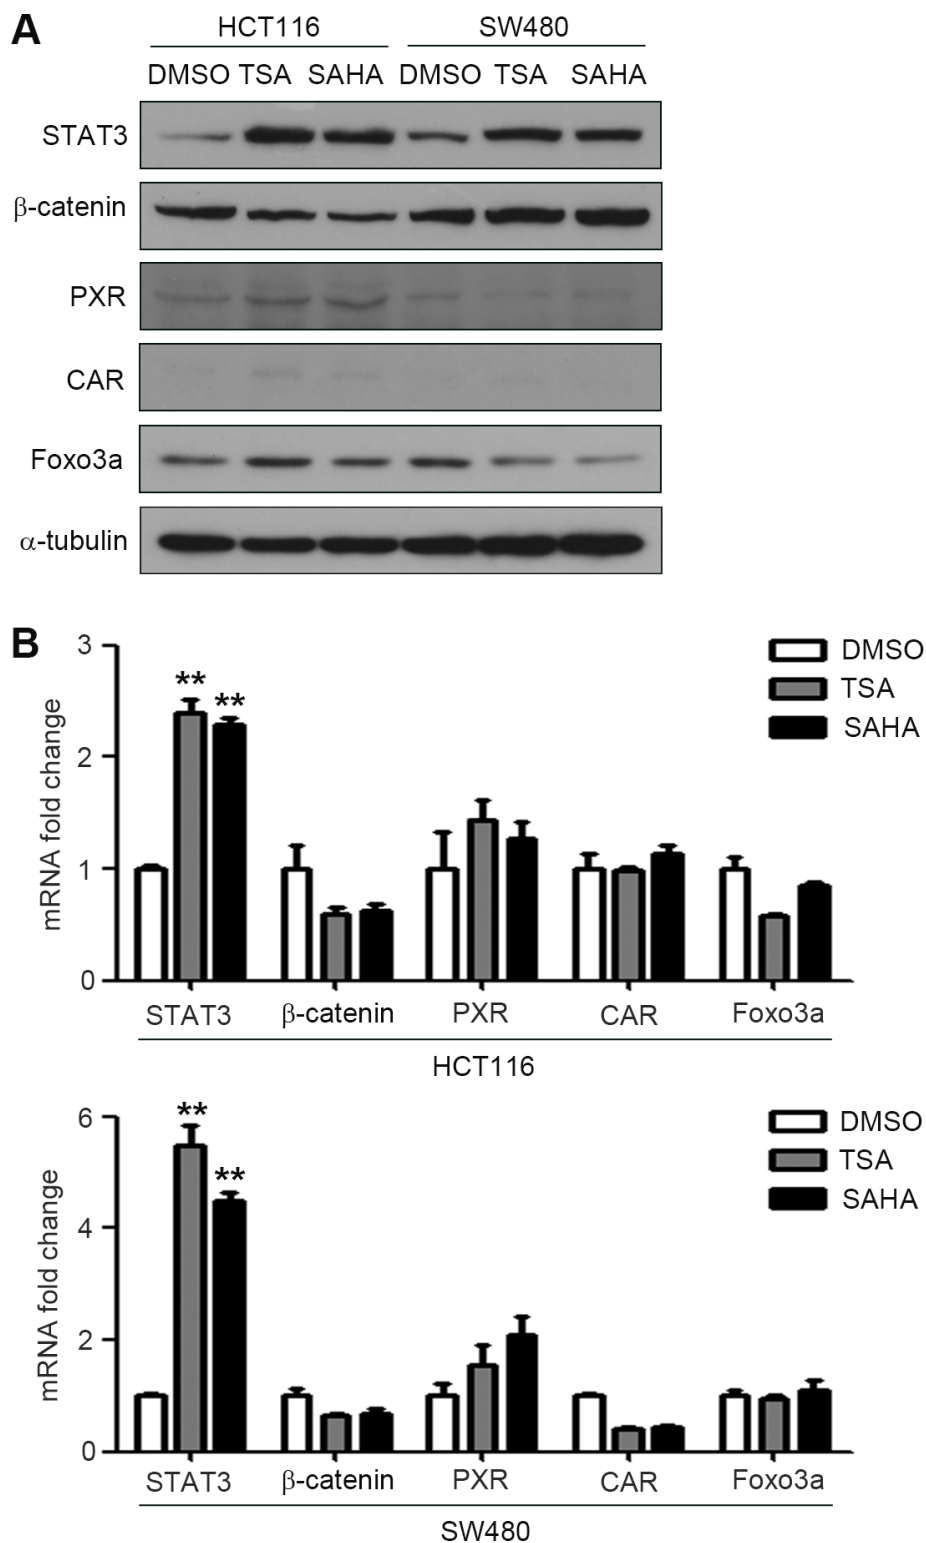 A
HCT116 SW480
DMSO TSA SAHA DMSO TSA SAHA
STAT3
β-catenin
PXR
CAR
Foxo3a
α-tubulin
B
mRNA fold change
3
2
1
0
** **
DMSO
TSA
SAHA
STAT3 β-catenin PXR CAR Foxo3a
HCT116
mRNA fold change
6
4
2
0
** **
DMSO
TSA
SAHA
STAT3 β-catenin PXR CAR Foxo3a
SW480